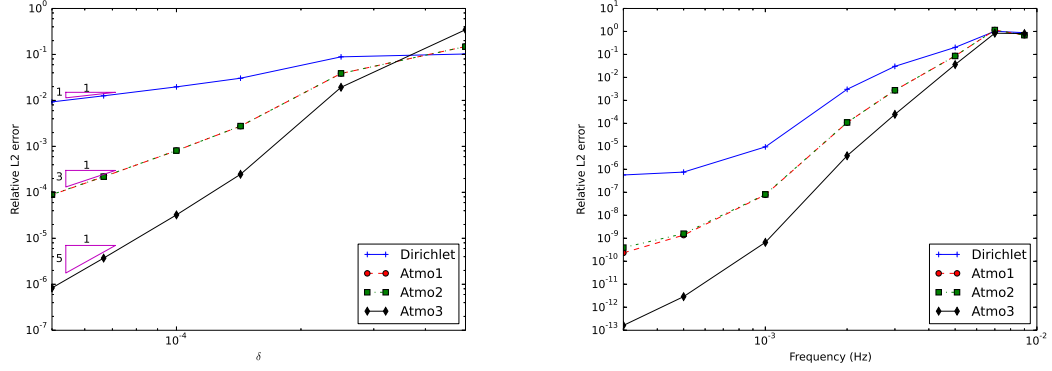 10^0
10^-1
10^-2
10^-3
10^-4
10^-5
10^-6
10^-7
Relative L2 error
1
1
1
3
1
5
10^-4
δ
Dirichlet
Atmo1
Atmo2
Atmo3
10^1
10^0
10^-1
10^-2
10^-3
10^-4
10^-5
10^-6
10^-7
10^-8
10^-9
10^-10
10^-11
10^-12
10^-13
Relative L2 error
10^-3
10^-2
Frequency (Hz)
Dirichlet
Atmo1
Atmo2
Atmo3